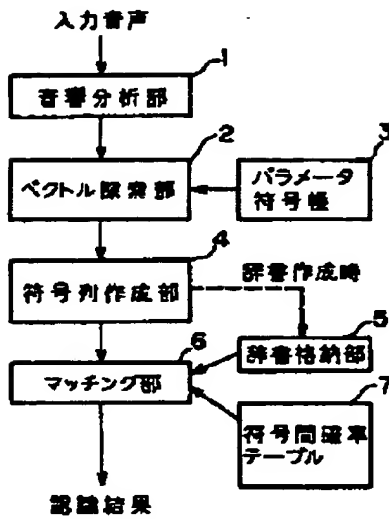 入力音声
1
音響分析部
2
ベクトル探索部
3
パラメータ
符号帳
4
符号列作成部
辞書作成時
5
辞書格納部
6
マッチング部
7
符号間確率
テーブル
認識結果